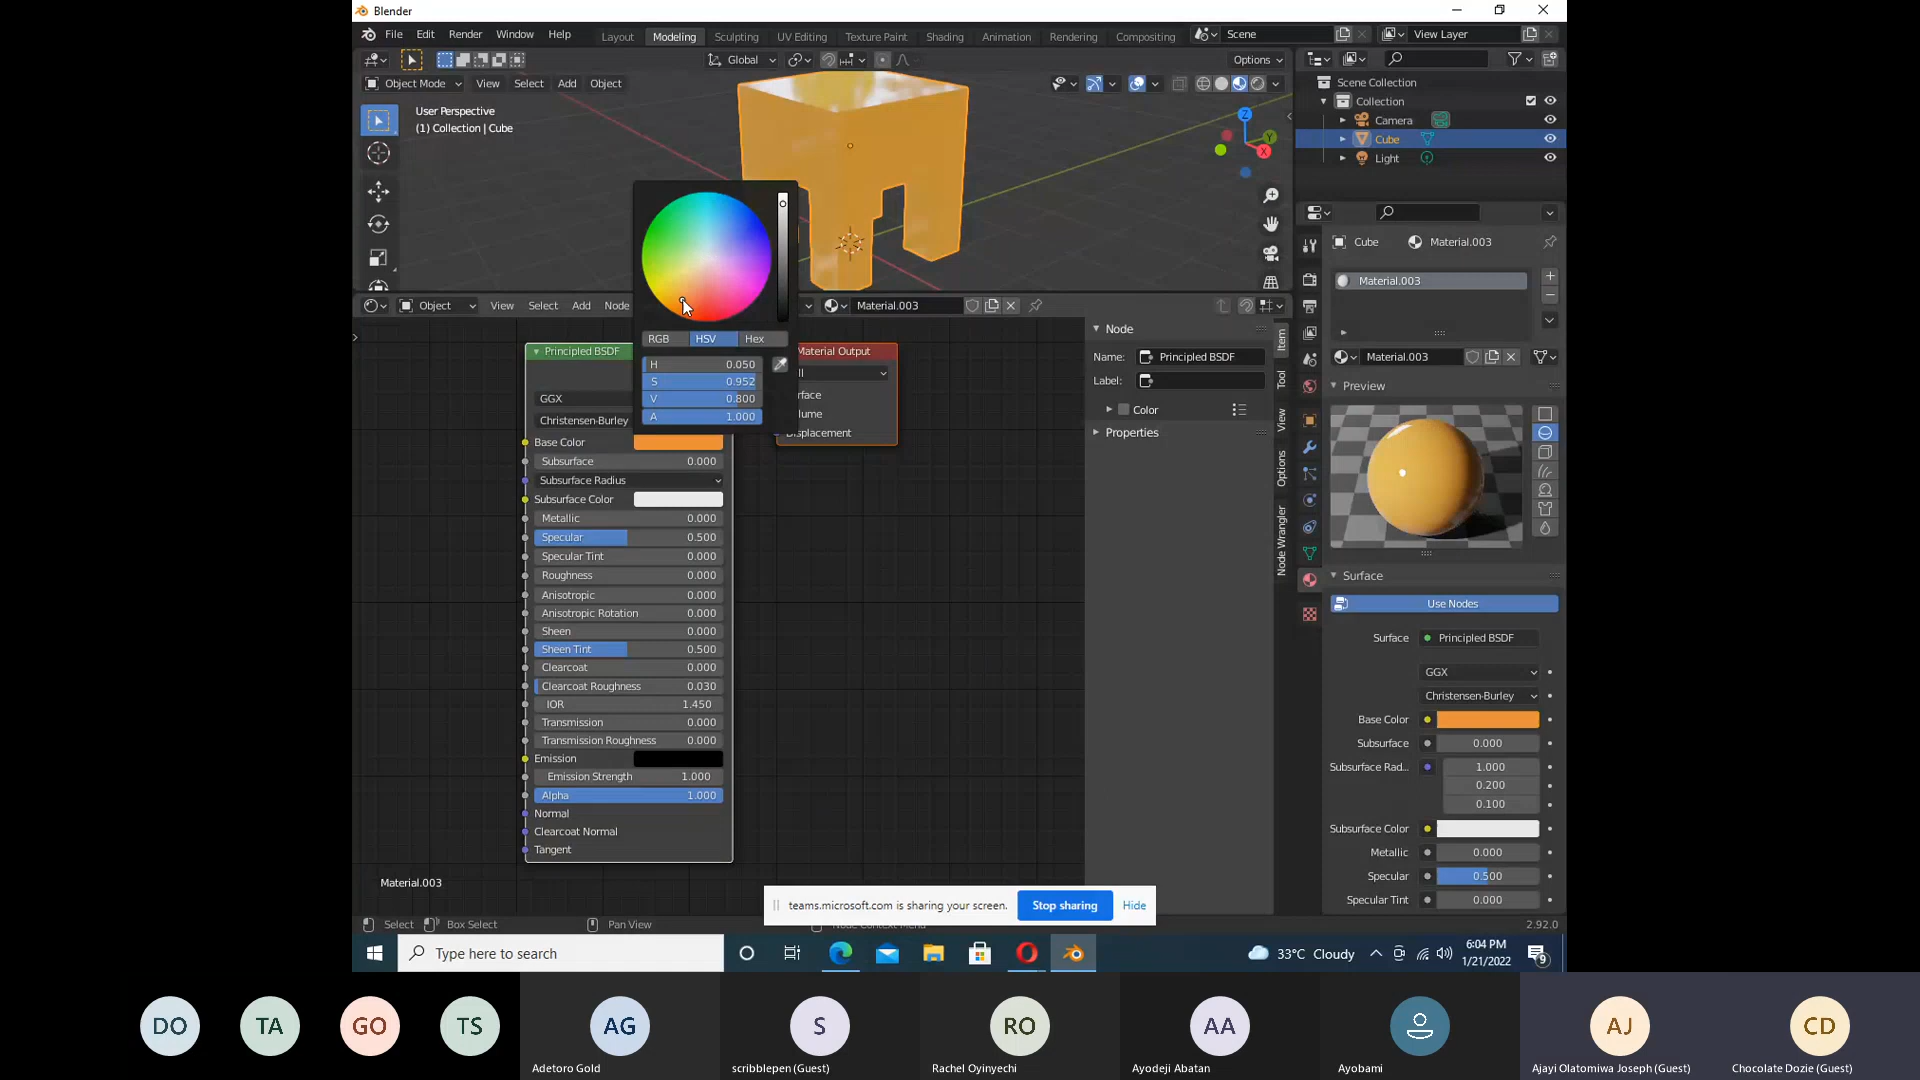 Blender
File Edit Render Window Help Layout Modeling Sculpting UV Editing Texture Paint Shading Animation Rendering Compositing Scene View Layer
Global Options
Object Mode View Select Add Object
User Perspective
(1) Collection | Cube
Z
Y
X
Scene Collection
Collection
Camera
Cube
Light
Cube Material.003
Material.003
Object View Select Add Node Material.003
RGB HSV Hex
H 0.050
S 0.952
V 0.800
A 1.000
Principled BSDF
GGX
Christensen-Burley
Base Color
Subsurface 0.000
Subsurface Radius
Subsurface Color
Metallic 0.000
Specular 0.500
Specular Tint 0.000
Roughness 0.000
Anisotropic 0.000
Anisotropic Rotation 0.000
Sheen 0.000
Sheen Tint 0.500
Clearcoat 0.000
Clearcoat Roughness 0.030
IOR 1.450
Transmission 0.000
Transmission Roughness 0.000
Emission
Emission Strength 1.000
Alpha 1.000
Normal
Clearcoat Normal
Tangent
Material Output
ll
rface
lume
Displacement
Node
Name: Principled BSDF
Label:
Color
Properties
Item
Tool
View
Options
Node Wrangler
Material.003
Preview
Surface
Use Nodes
Surface Principled BSDF
GGX
Christensen-Burley
Base Color
Subsurface 0.000
Subsurface Rad... 1.000
0.200
0.100
Subsurface Color
Metallic 0.000
Specular 0.500
Specular Tint 0.000
Material.003
teams.microsoft.com is sharing your screen. Stop sharing Hide
Select Box Select Pan View Node Context Menu 2.92.0
Type here to search
33°C Cloudy
6:04 PM
1/21/2022
9
DO TA GO TS AG S RO AA AJ CD
Adetoro Gold scribblepen (Guest) Rachel Oyinyechi Ayodeji Abatan Ayobami Ajayi Olatomiwa Joseph (Guest) Chocolate Dozie (Guest)